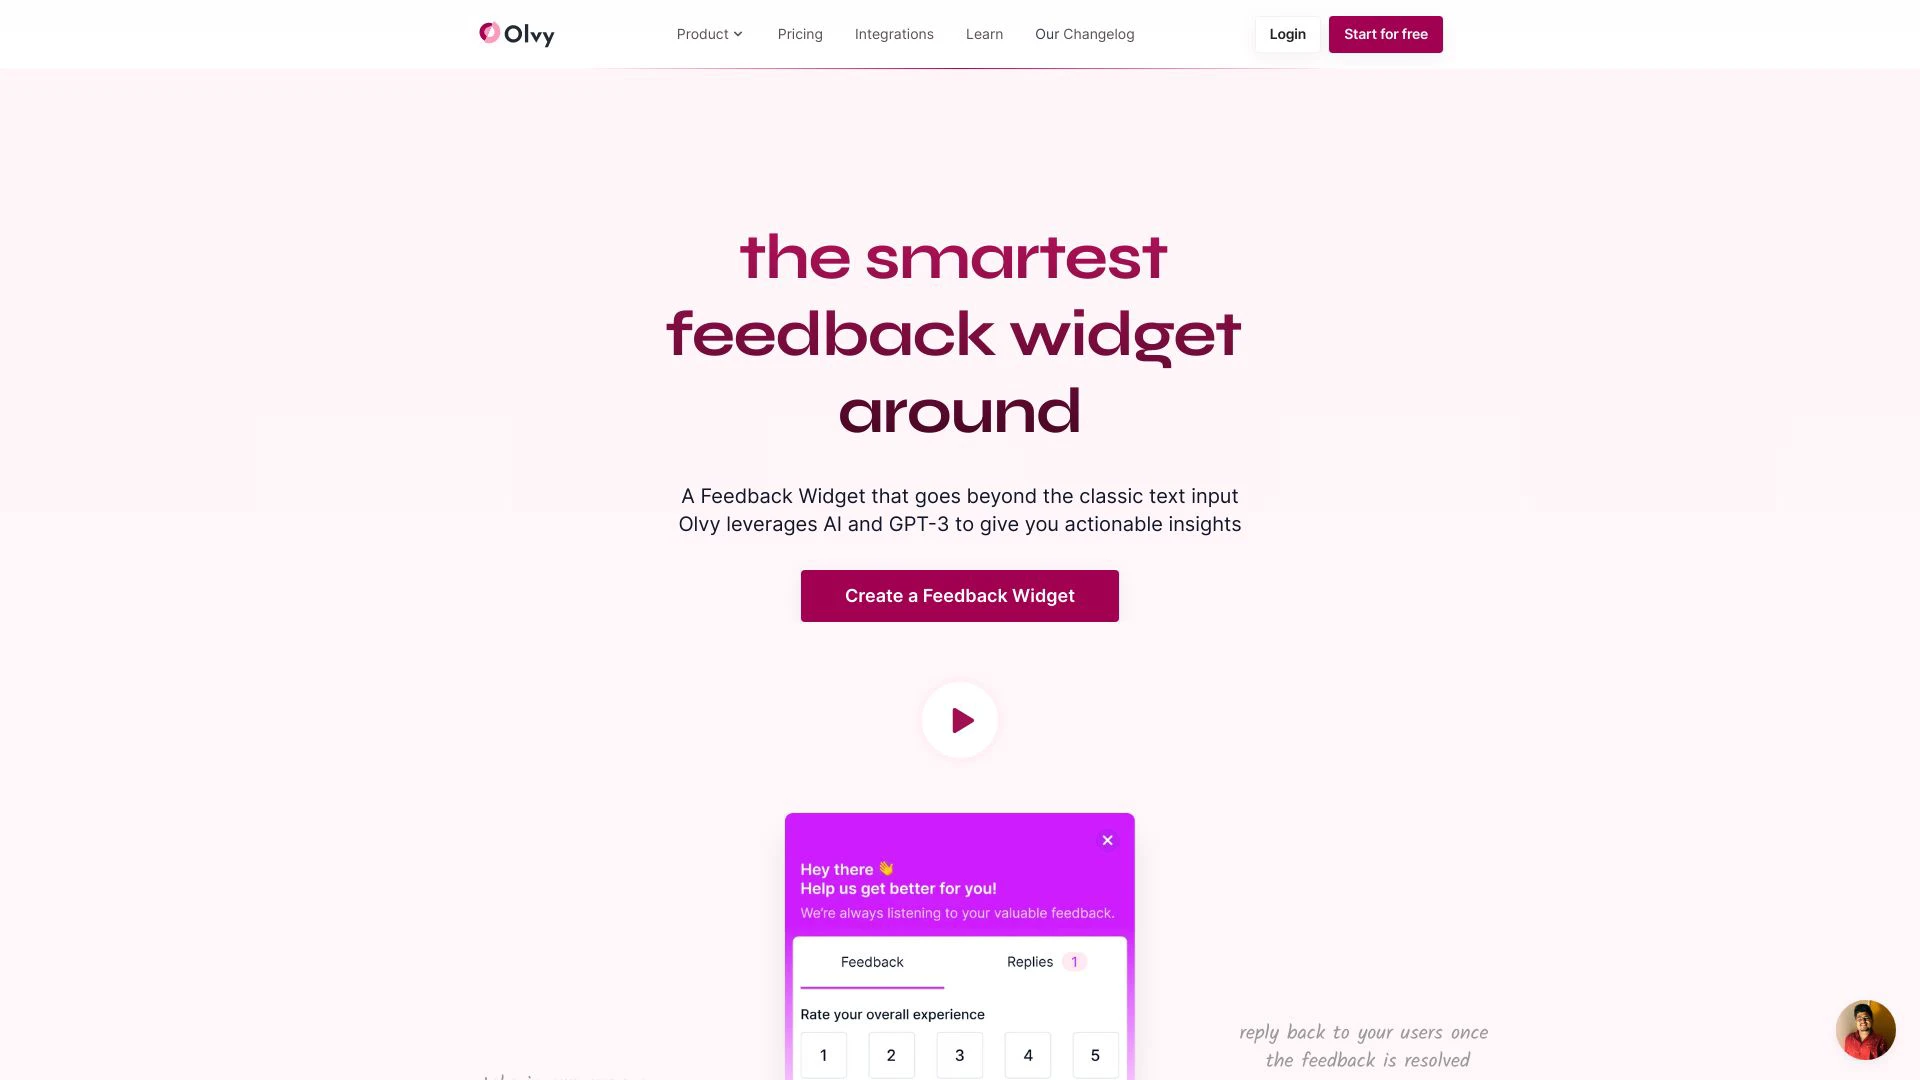 Olvy
Product
Pricing
Integrations
Learn
Our Changelog
Login
Start for free
the smartest
feedback widget
around
A Feedback Widget that goes beyond the classic text input
Olvy leverages AI and GPT-3 to give you actionable insights
Create a Feedback Widget
Hey there 👋
Help us get better for you!
We're always listening to your valuable feedback.
Feedback
Replies 1
Rate your overall experience
1 2 3 4 5
reply back to your users once
the feedback is resolved